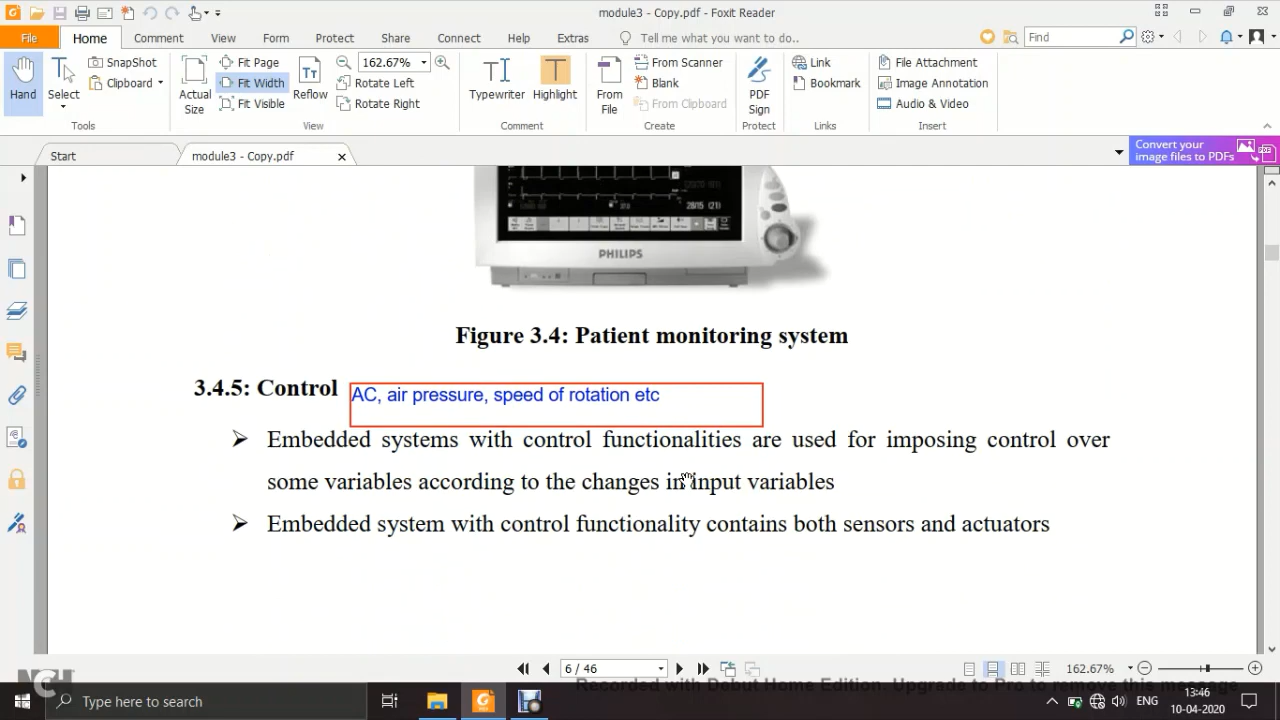 module3 - Copy.pdf - Foxit Reader
File Home Comment View Form Protect Share Connect Help Extras Tell me what you want to do.. Find
Hand
Select
SnapShot
Clipboard
Tools
Actual
Size
Fit Page
Fit Width
Fit Visible
Reflow
162.67%
Rotate Left
Rotate Right
View
Typewriter
Highlight
Comment
From
File
From Scanner
Blank
From Clipboard
Create
PDF
Sign
Protect
Link
Bookmark
Links
File Attachment
Image Annotation
Audio & Video
Insert
Start
module3 - Copy.pdf
Convert your
image files to PDFs
28/15 (21)
PHILIPS
Figure 3.4: Patient monitoring system
3.4.5: Control
AC, air pressure, speed of rotation etc
Embedded systems with control functionalities are used for imposing control over
some variables according to the changes in input variables
Embedded system with control functionality contains both sensors and actuators
6 / 46
162.67%
NCH
Recorded with Debut Home Edition. Upgrade to Pro to remove this message
Type here to search
ENG
13:46
10-04-2020